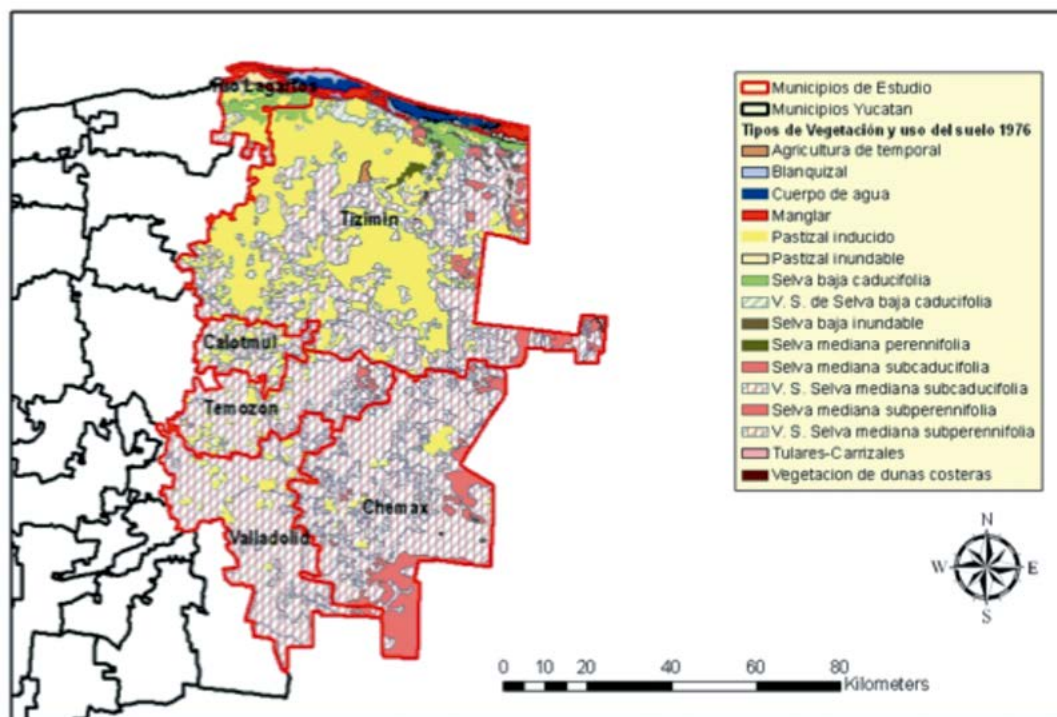 Rio Lagartos
Tizimin
Calotmul
Temozon
Chemax
Valladolid
Municipios de Estudio
Municipios Yucatan
Tipos de Vegetación y uso del suelo 1976
Agricultura de temporal
Blanquizal
Cuerpo de agua
Manglar
Pastizal inducido
Pastizal inundable
Selva baja caducifolia
V. S. de Selva baja caducifolia
Selva baja inundable
Selva mediana perennifolia
Selva mediana subcaducifolia
V. S. Selva mediana subcaducifolia
Selva mediana subperennifolia
V. S. Selva mediana subperennifolia
Tulares-Carrizales
Vegetacion de dunas costeras
N
W E
S
0 10 20 40 60 80
Kilometers